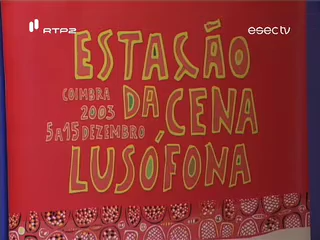 RTP2
esec tv
ESTAÇÃO
COIMBRA
2003
5 A 15 DEZEMBRO
DA
CENA
LUSÓFONA